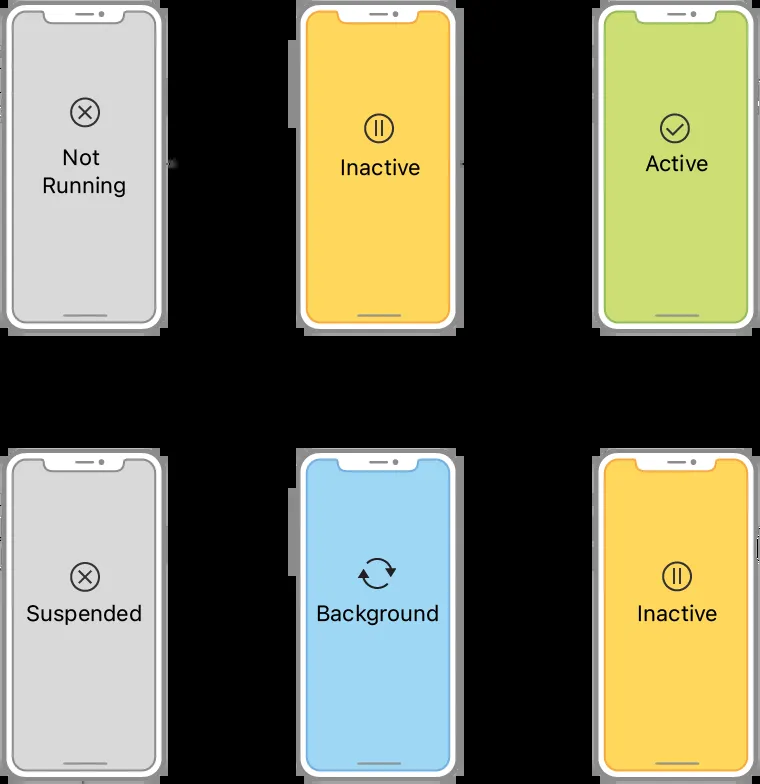 Not
Running
Inactive
Active
Suspended
Background
Inactive